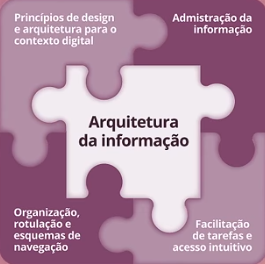 Princípios de design
e arquitetura para o
contexto digital
Admistração da
informação
Arquitetura
da informação
Organização,
rotulação e
esquemas de
navegação
Facilitação
de tarefas e
acesso intuitivo